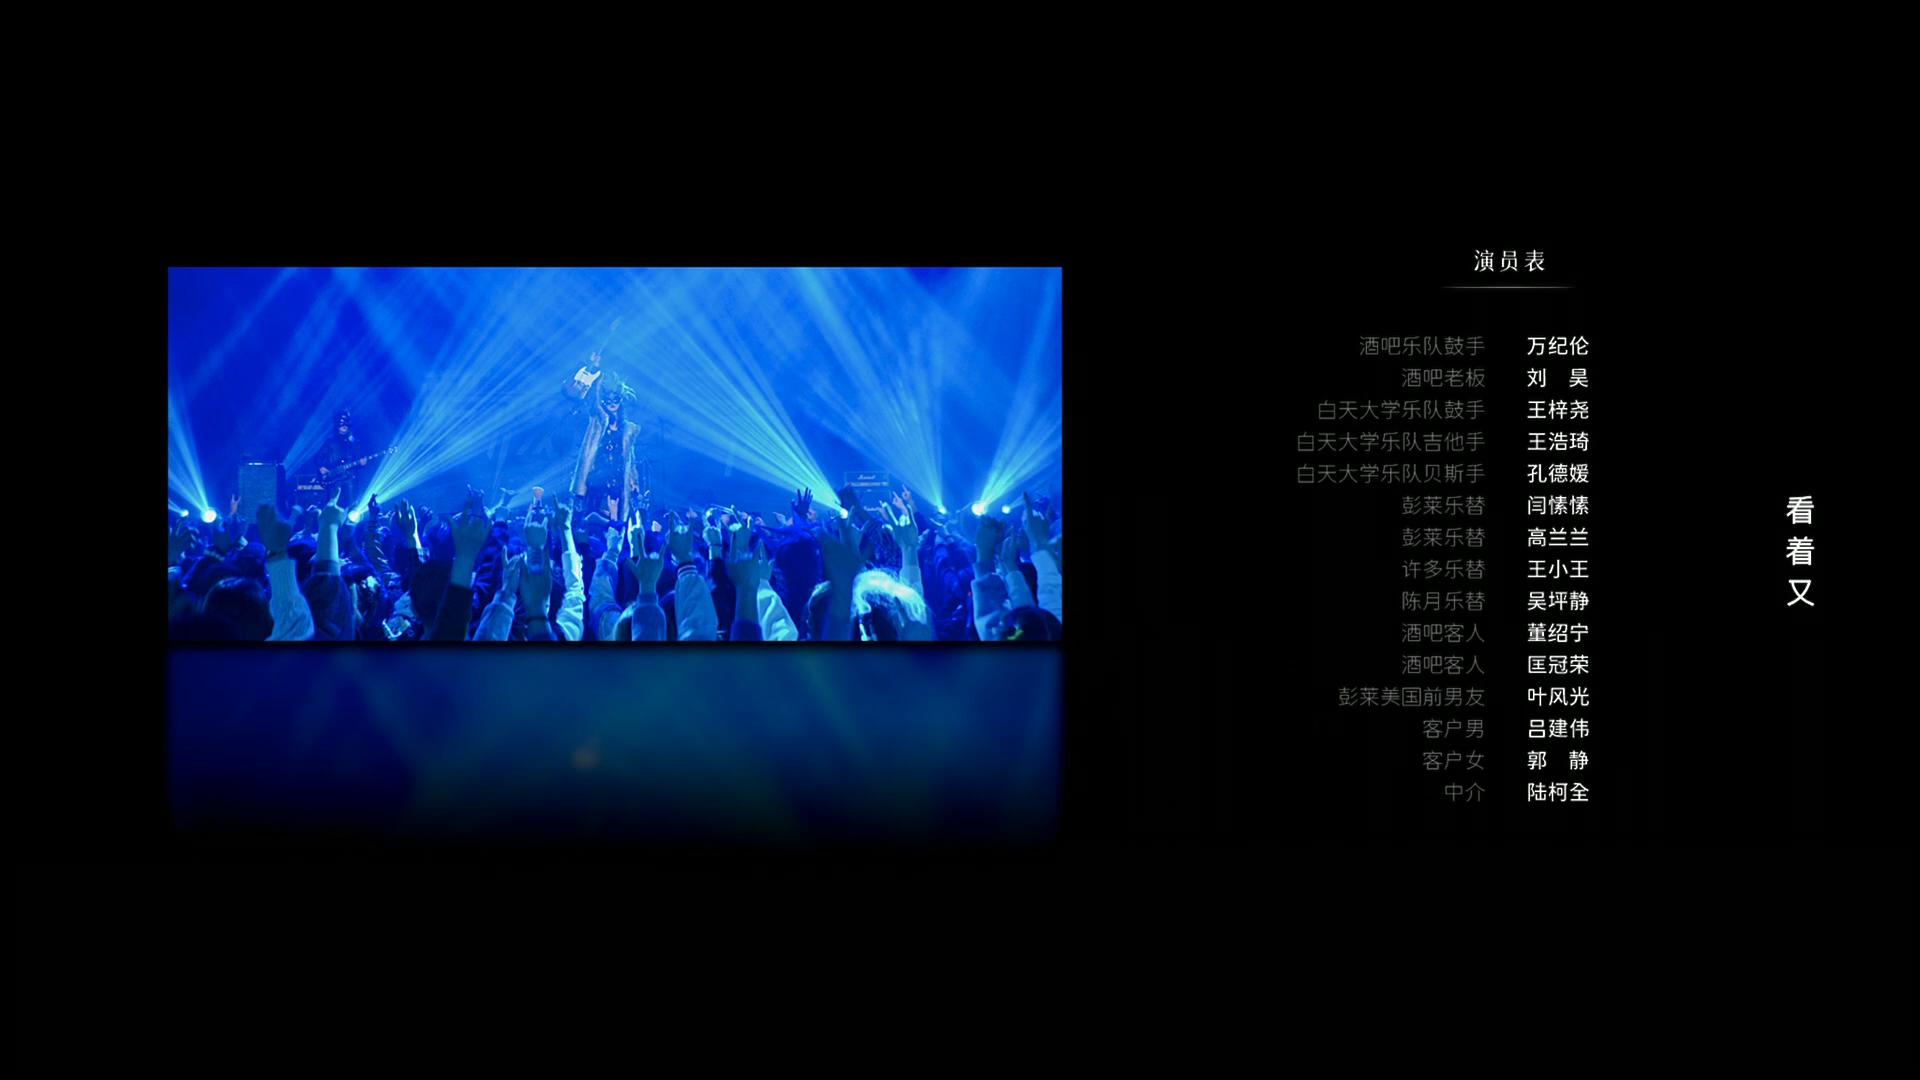 演员表
酒吧乐队鼓手 万纪伦
酒吧老板 刘 昊
白天大学乐队鼓手 王梓尧
白天大学乐队吉他手 王浩琦
白天大学乐队贝斯手 孔德媛
彭莱乐替 闫愫愫
彭莱乐替 高兰兰
许多乐替 王小王
陈月乐替 吴坪静
酒吧客人 董绍宁
酒吧客人 匡冠荣
彭莱美国前男友 叶风光
客户男 吕建伟
客户女 郭 静
中介 陆柯全
看着又